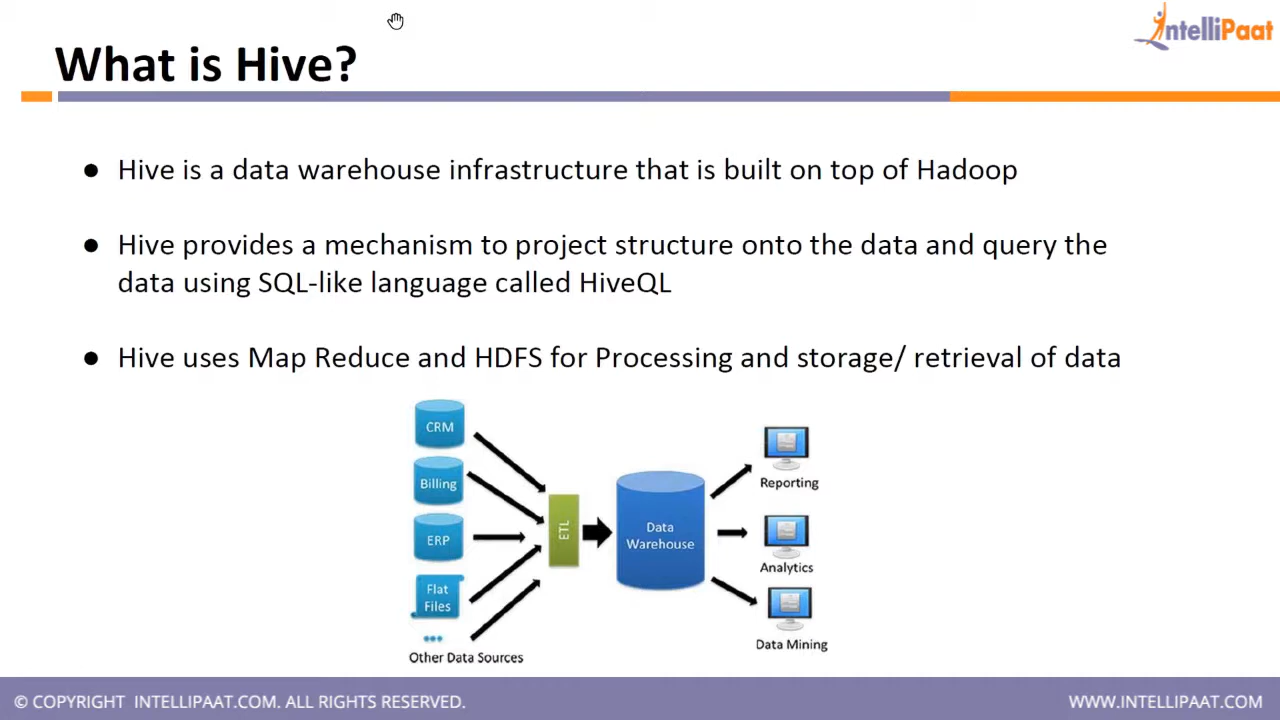 IntelliPaat
What is Hive?
● Hive is a data warehouse infrastructure that is built on top of Hadoop
● Hive provides a mechanism to project structure onto the data and query the
data using SQL-like language called HiveQL
● Hive uses Map Reduce and HDFS for Processing and storage/ retrieval of data
CRM
Billing
ERP
Flat
Files
Other Data Sources
ETL
Data
Warehouse
Reporting
Analytics
Data Mining
© COPYRIGHT INTELLIPAAT.COM. ALL RIGHTS RESERVED.
WWW.INTELLIPAAT.COM